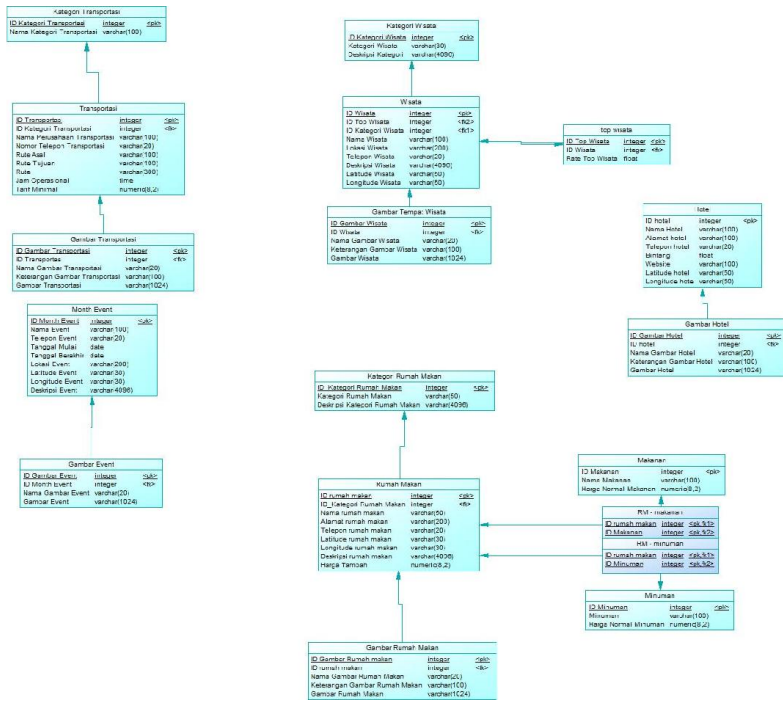 Kategori Transportasi
ID Kategori Transportasi integer <pk>
Nama Kategori Transportasi varchar(100)
Transportasi
ID Transportasi integer <pk>
ID Kategori Transportasi integer <fk>
Nama Perusahaan Transportasi varchar(100)
Nomor Telepon Transportasi varchar(20)
Rute Asal varchar(100)
Rute Tujuan varchar(100)
Rute varchar(300)
Jam Operasional time
Tarif Minimal numeric(8,2)
Gambar Transportasi
ID Gambar Transportasi integer <pk>
ID Transportasi integer <fk>
Nama Gambar Transportasi varchar(20)
Keterangan Gambar Transportasi varchar(100)
Gambar Transportasi varchar(1024)
Month Event
ID Month Event integer <pk>
Nama Event varchar(100)
Telepon Event varchar(20)
Tanggal Mulai date
Tanggal Berakhir date
Lokasi Event varchar(200)
Latitude Event varchar(30)
Longitude Event varchar(30)
Deskripsi Event varchar(4096)
Gambar Event
ID Gambar Event integer <pk>
ID Month Event integer <fk>
Nama Gambar Event varchar(20)
Gambar Event varchar(1024)
Kategori Wisata
ID Kategori Wisata integer <pk>
Kategori Wisata varchar(30)
Deskripsi Kategori varchar(4096)
Wisata
ID Wisata integer <pk>
ID Top Wisata integer <fk2>
ID Kategori Wisata integer <fk1>
Nama Wisata varchar(100)
Lokasi Wisata varchar(200)
Telepon Wisata varchar(20)
Deskripsi Wisata varchar(4096)
Latitude Wisata varchar(50)
Longitude Wisata varchar(50)
top wisata
ID Top Wisata integer <pk>
ID Wisata integer <fk>
Rate Top Wisata float
Gambar Tempat Wisata
ID Gambar Wisata integer <pk>
ID Wisata integer <fk>
Nama Gambar Wisata varchar(20)
Keterangan Gambar Wisata varchar(100)
Gambar Wisata varchar(1024)
ID hotel integer <pk>
Nama Hotel varchar(100)
Alamat hotel varchar(100)
Telepon hotel varchar(20)
Bintang float
Website varchar(100)
Latitude hotel varchar(50)
Longitude hote varchar(50)
Gambar Hotel
ID Gambar Hotel integer <pk>
ID hotel integer <fk>
Nama Gambar Hotel varchar(20)
Keterangan Gambar Hotel varchar(100)
Gambar Hotel varchar(1024)
Kategori Rumah Makan
ID_Kategori Rumah Makan integer <pk>
Kategori Rumah Makan varchar(50)
Deskripsi Kategori Rumah Makan varchar(4096)
Rumah Makan
ID rumah makan integer <pk>
ID_Kategori Rumah Makan integer <fk>
Nama rumah makan varchar(50)
Alamat rumah makan varchar(200)
Telepon rumah makan varchar(20)
Latitude rumah makan varchar(30)
Longitude rumah makan varchar(30)
Deskripsi rumah makan varchar(4096)
Harga numeric(8,2)
Gambar Rumah Makan
ID Gambar Rumah makan integer <pk>
ID rumah makan integer <fk>
Nama Gambar Rumah Makan varchar(20)
Keterangan Gambar Rumah Makan varchar(100)
Gambar Rumah Makan varchar(1024)
Makanan
ID Makanan integer <pk>
Nama Makanan varchar(100)
Harga Normal Makanan numeric(8,2)
RM - makanan
ID rumah makan integer <pk,fk1>
ID Makanan integer <pk,fk2>
RM - minuman
ID rumah makan integer <pk,fk1>
ID Minuman integer <pk,fk2>
Minuman
ID Minuman integer <pk>
Minuman varchar(100)
Harga Normal Minuman numeric(8,2)